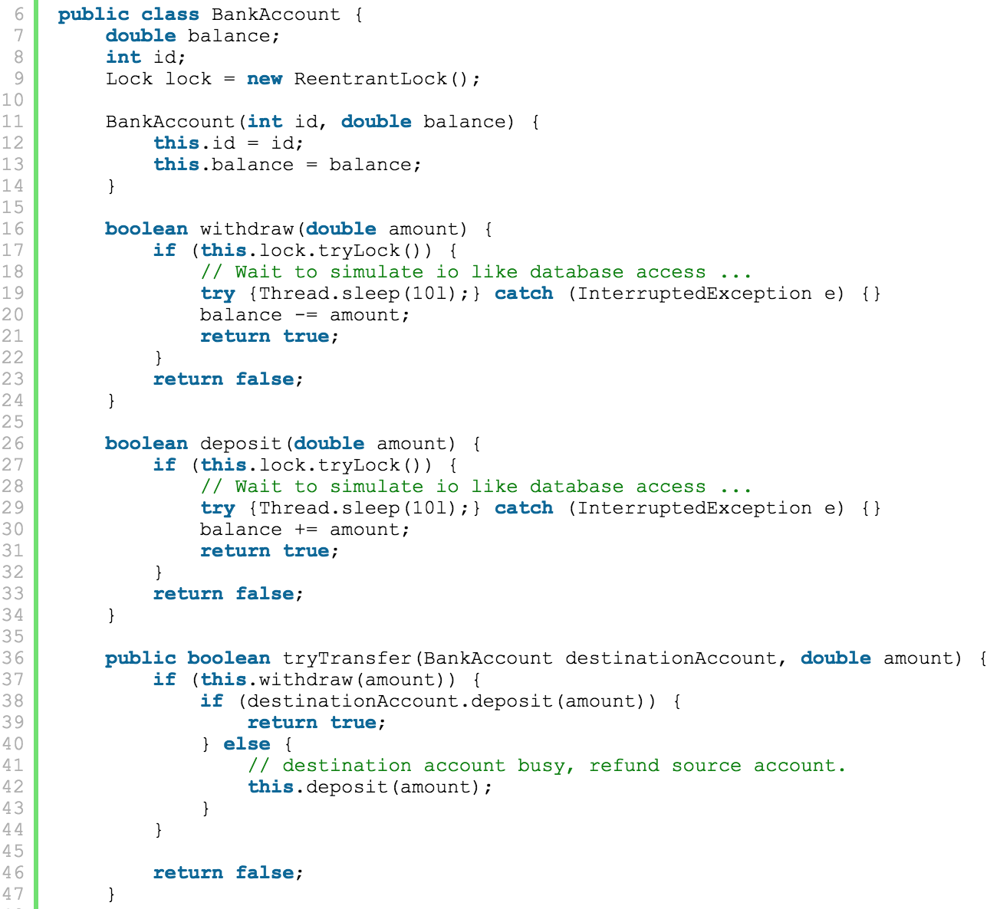 6 public class BankAccount {
7     double balance;
8     int id;
9     Lock lock = new ReentrantLock();
10
11     BankAccount(int id, double balance) {
12         this.id = id;
13         this.balance = balance;
14     }
15
16     boolean withdraw(double amount) {
17         if (this.lock.tryLock()) {
18             // Wait to simulate io like database access ...
19             try {Thread.sleep(10l);} catch (InterruptedException e) {}
20             balance -= amount;
21             return true;
22         }
23         return false;
24     }
25
26     boolean deposit(double amount) {
27         if (this.lock.tryLock()) {
28             // Wait to simulate io like database access ...
29             try {Thread.sleep(10l);} catch (InterruptedException e) {}
30             balance += amount;
31             return true;
32         }
33         return false;
34     }
35
36     public boolean tryTransfer(BankAccount destinationAccount, double amount) {
37         if (this.withdraw(amount)) {
38             if (destinationAccount.deposit(amount)) {
39                 return true;
40             } else {
41                 // destination account busy, refund source account.
42                 this.deposit(amount);
43             }
44         }
45
46         return false;
47     }